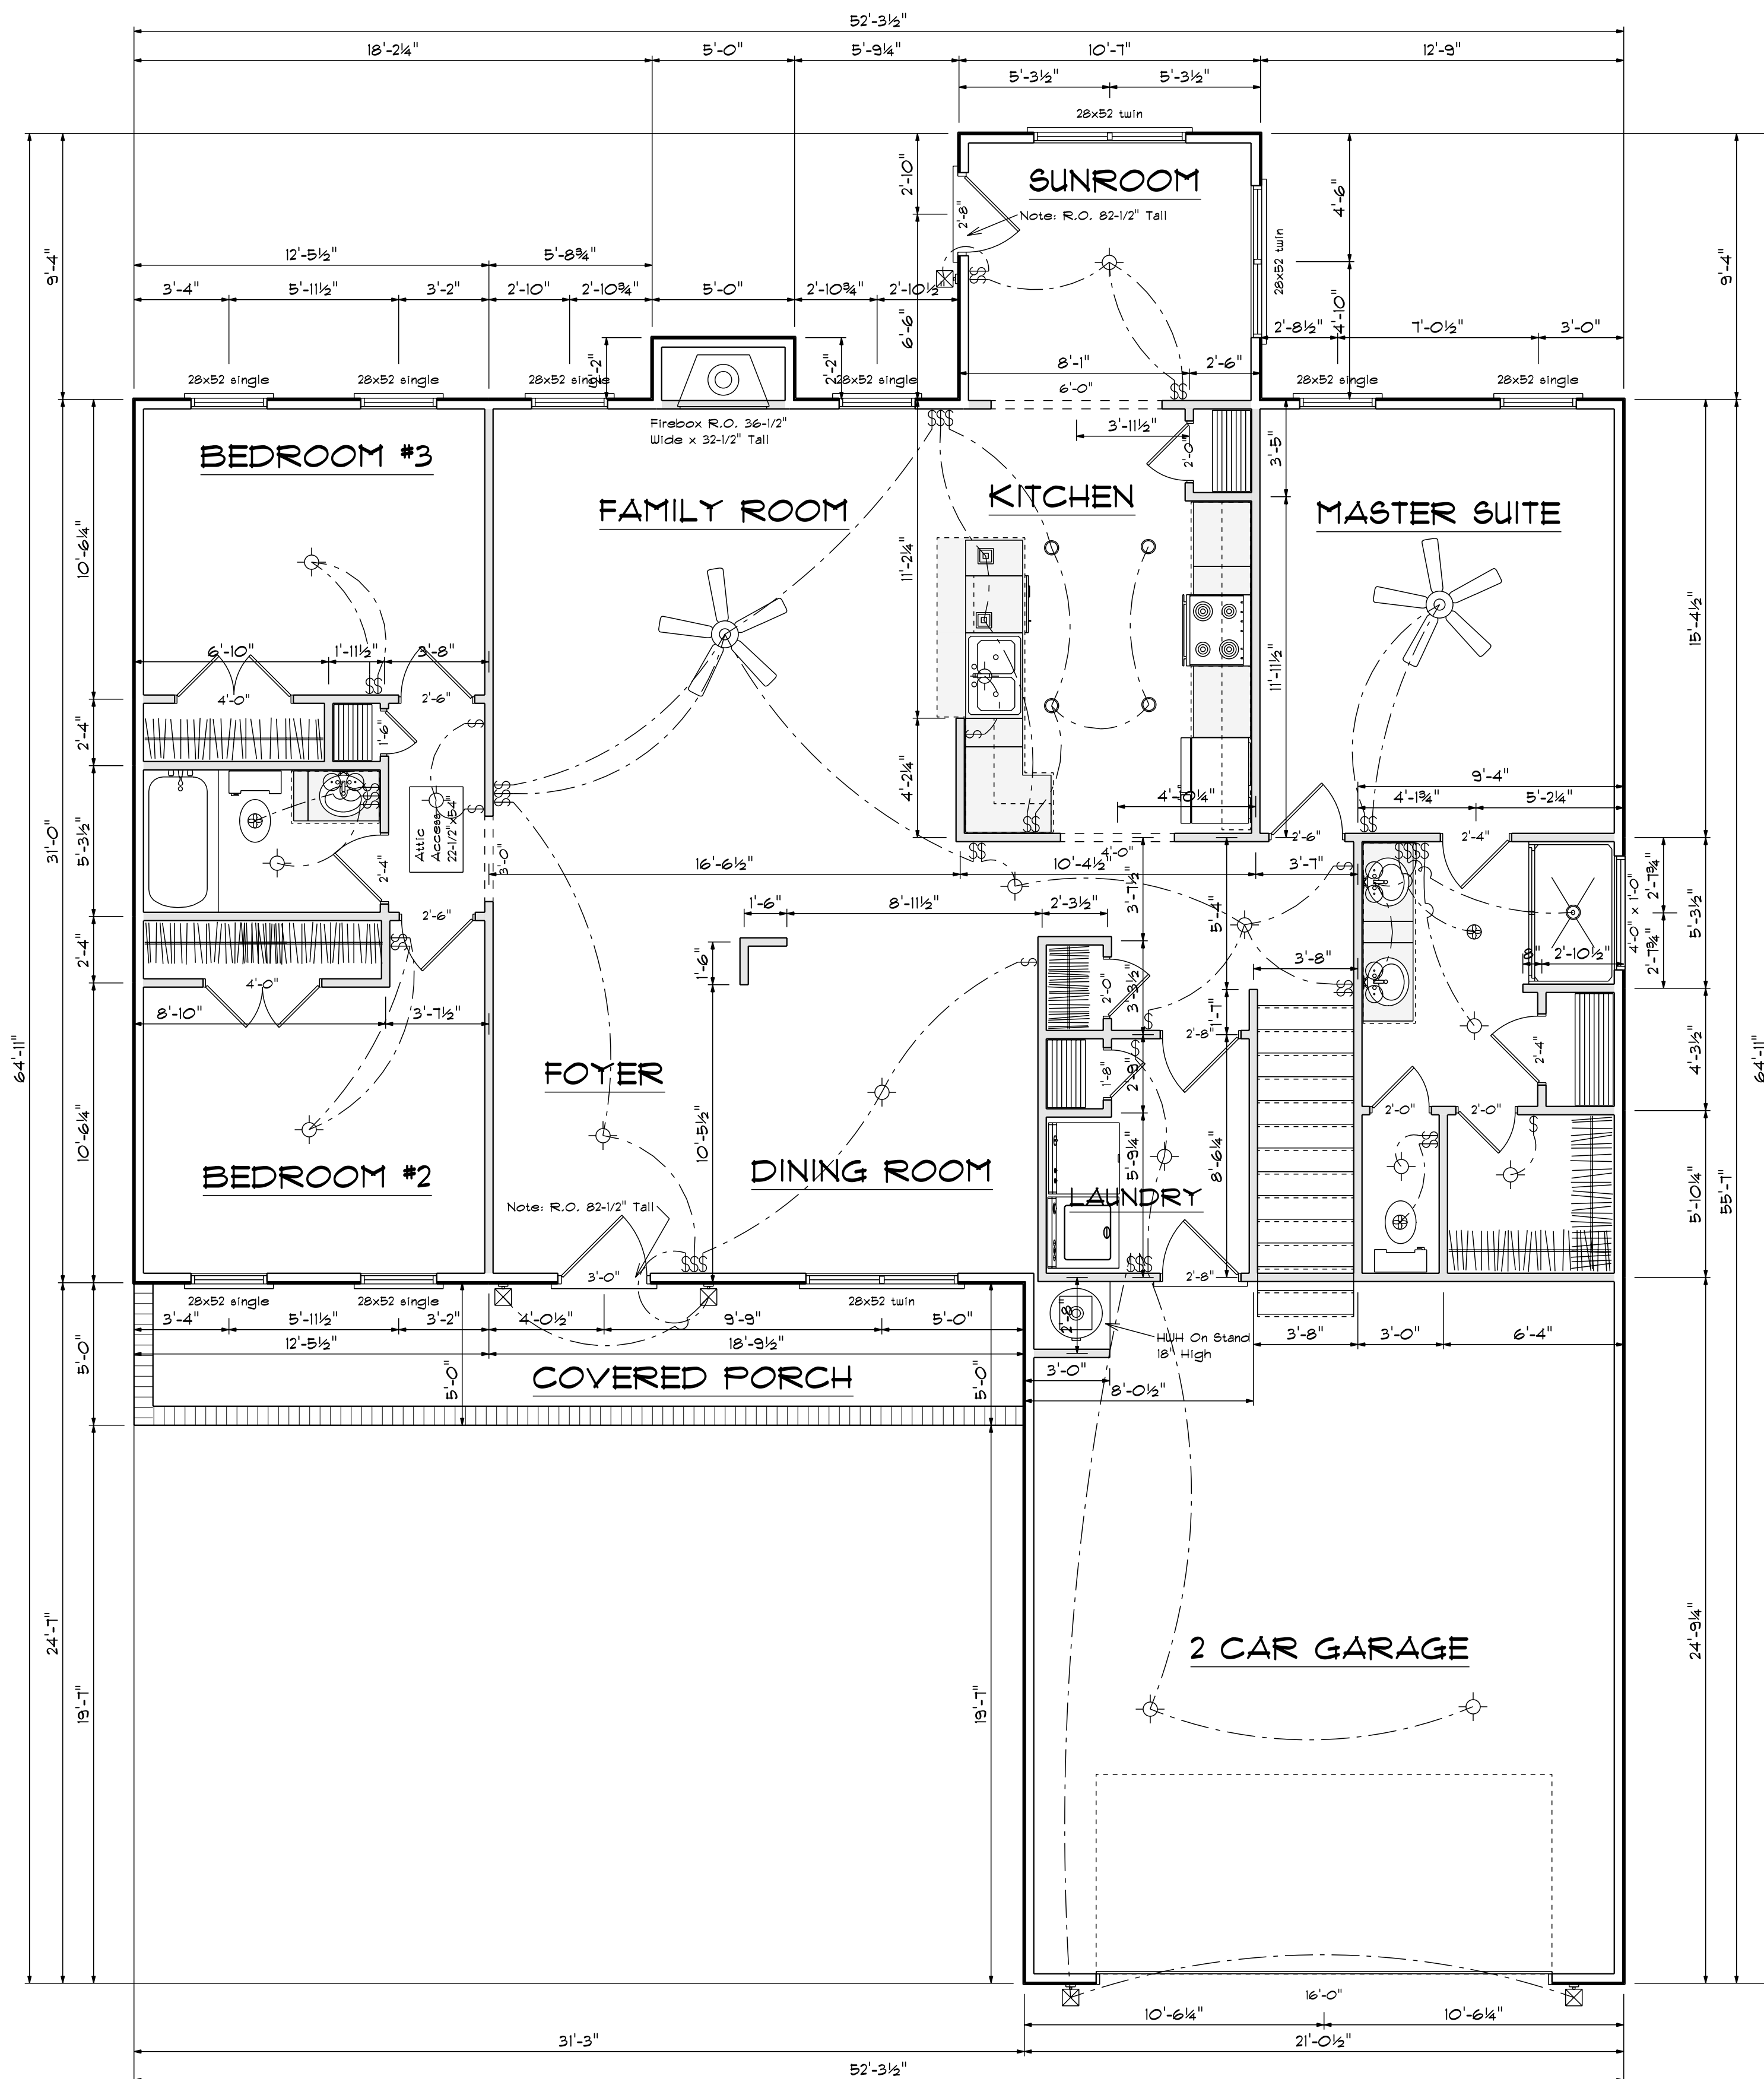 52'-3½"
18'-2¼" 5'-0" 5'-9¼" 10'-7" 12'-9"
5'-3½" 5'-3½"
28x52 twin
SUNROOM
2'-10"
2'-8"
Note: R.O. 82-1/2" Tall
4'-6"
28x52 twin
9'-4"
9'-4"
12'-5½" 5'-8¾"
3'-4" 5'-11½" 3'-2" 2'-10" 2'-10¾" 5'-0" 2'-10¾" 2'-10½"
6'-6"
4'-10"
2'-8½" 7'-0½" 3'-0"
2'-2"
8'-1" 2'-6"
28x52 single 28x52 single 28x52 single 28x52 single 6'-0" 28x52 single 28x52 single
Firebox R.O. 36-1/2"
Wide x 32-1/2" Tall
3'-11½"
2'-0"
3'-5"
BEDROOM #3
FAMILY ROOM
KITCHEN
MASTER SUITE
10'-6¼"
11'-2¼"
11'-11½"
15'-4½"
6'-10" 1'-11½" 3'-8"
4'-0" 2'-6"
1'-6"
2'-4"
4'-2¼"
9'-4"
4'-1¾" 5'-2¼"
Attic
Access
22-1/2"x54"
3'-0"
5'-3½"
31'-0"
2'-4"
2'-6"
2'-4"
4'-0"
2'-6" 2'-4"
16'-6½" 10'-4½" 3'-7"
4'-0"
1'-6" 8'-11½" 2'-3½"
1'-6"
3'-7½"
5'-4"
4'-0" x 1'-0"
2'-7¾"
2'-7¾"
5'-3½"
3'-8"
8" 2'-10½"
2'-0"
3'-3½"
1'-7"
2'-8"
8'-10" 3'-7½"
64'-11"
64'-11"
FOYER
10'-5½"
1'-8"
2'-9"
2'-4"
4'-3½"
2'-0" 2'-0"
10'-6¼"
BEDROOM #2
DINING ROOM
LAUNDRY
5'-9¼"
8'-6¼"
5'-10¼"
55'-7"
Note: R.O. 82-1/2" Tall
3'-0"
2'-8"
28x52 single 28x52 single 28x52 twin
3'-4" 5'-11½" 3'-2" 4'-0½" 9'-9" 5'-0"
12'-5½" 18'-9½"
2'-8"
HWH On Stand
18" High
3'-8" 3'-0" 6'-4"
5'-0"
5'-0"
5'-0"
COVERED PORCH
3'-0"
8'-0½"
24'-7"
19'-7"
19'-7"
2 CAR GARAGE
24'-9¼"
16'-0"
10'-6¼" 10'-6¼"
31'-3" 21'-0½"
52'-3½"